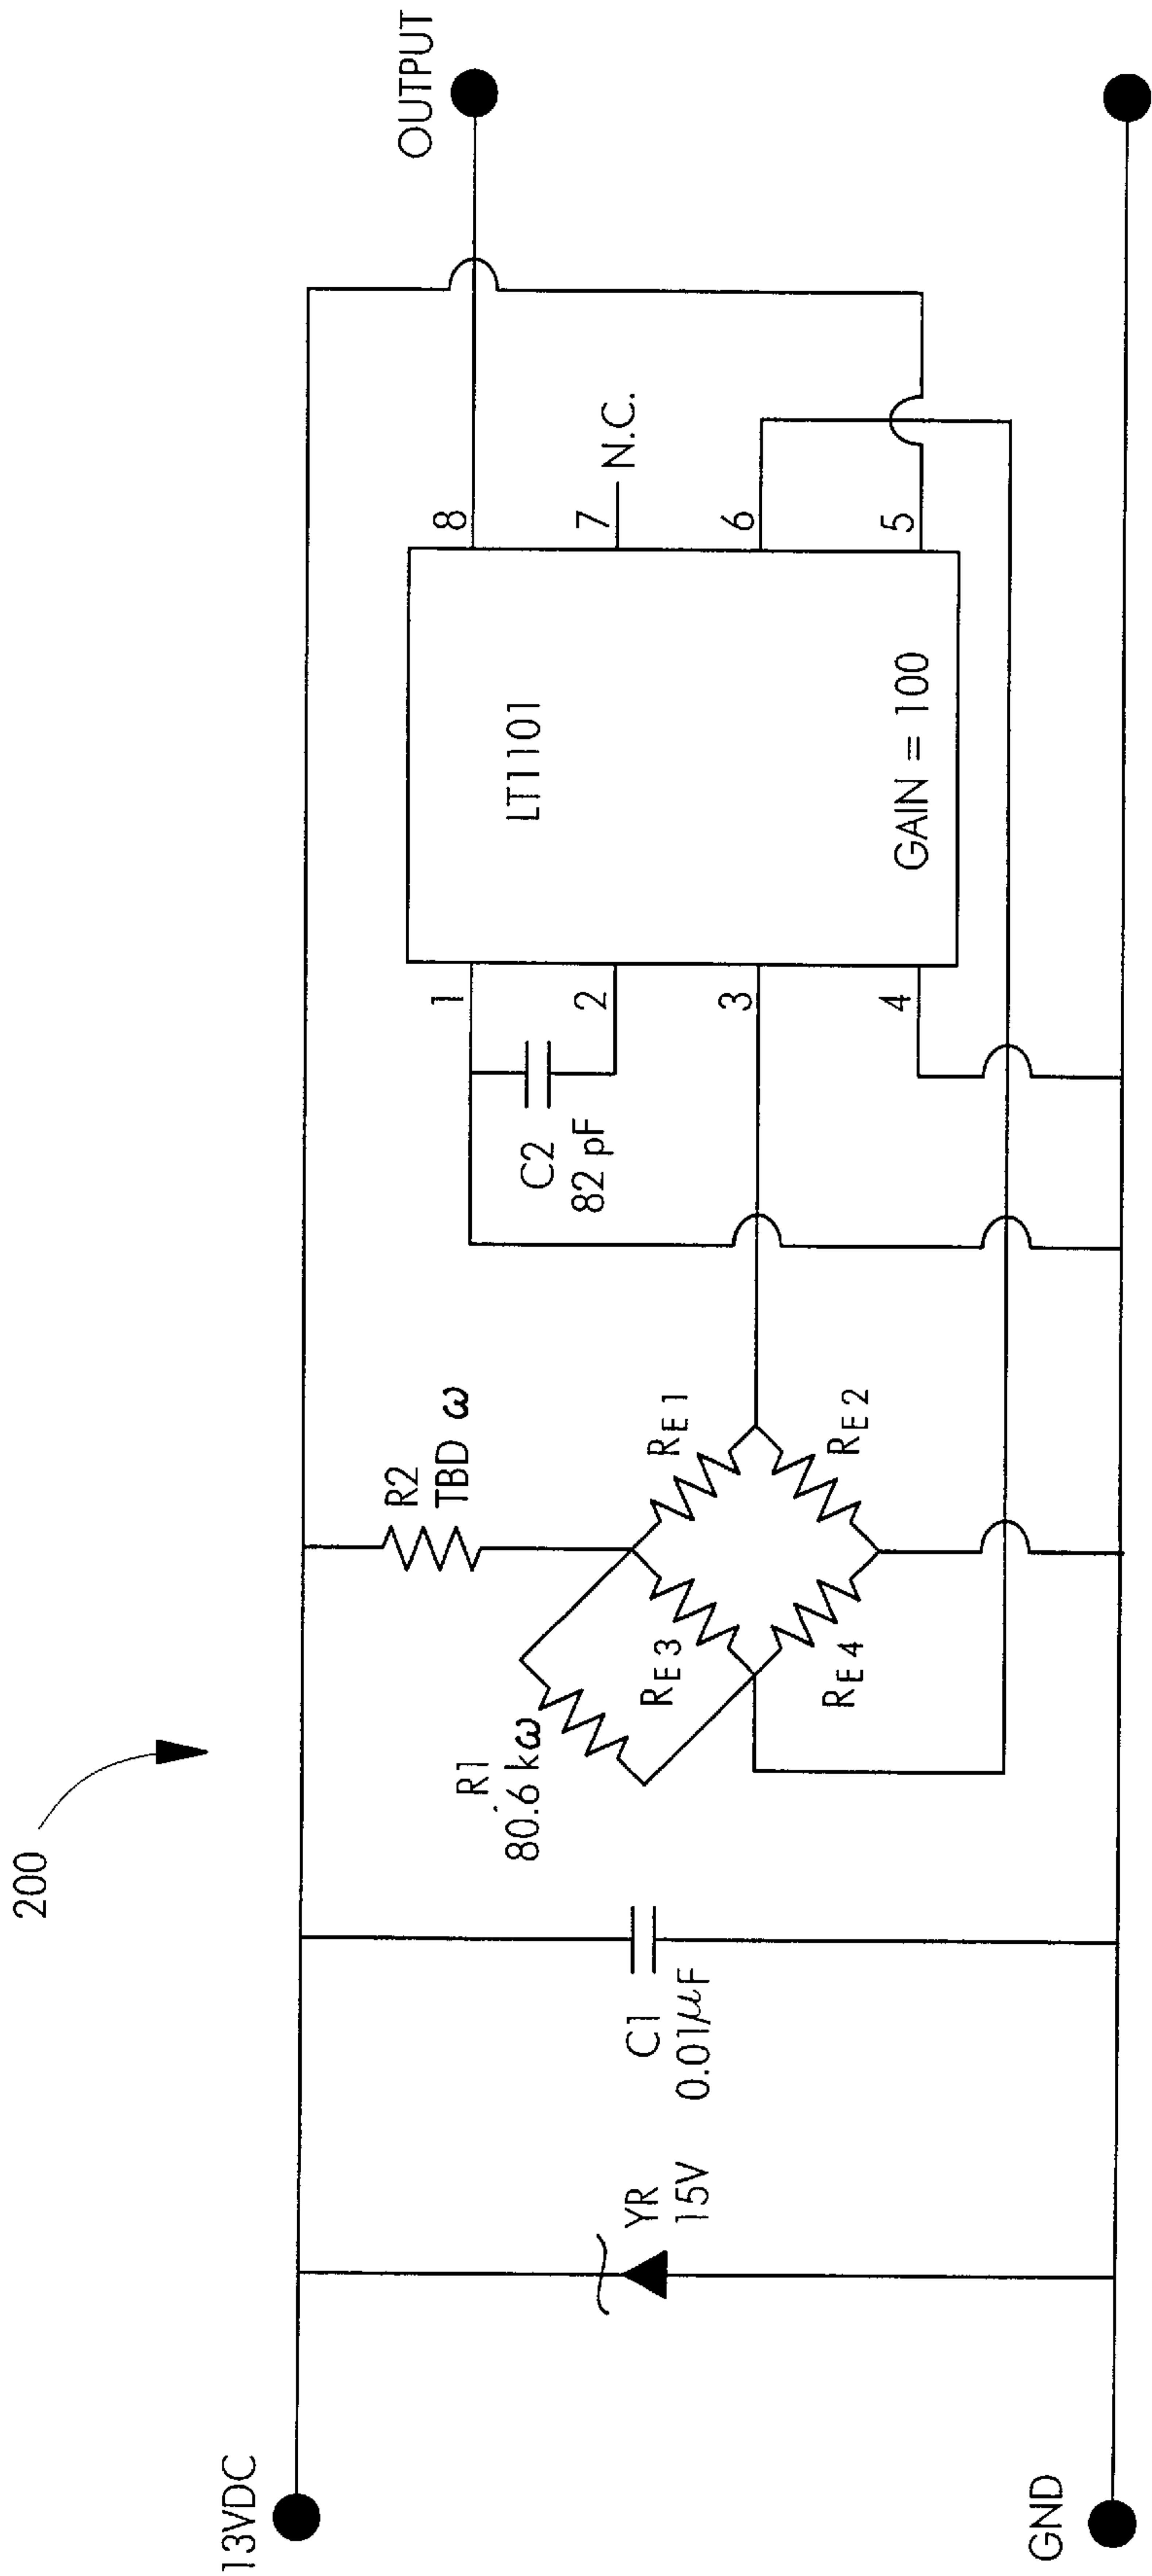 200
13VDC
GND
YR
15V
C1
0.01μF
R1
80.6 kω
R2
TBD ω
RE1
RE2
RE3
RE4
C2
82 pF
1
2
3
4
LT1101
GAIN = 100
8
7
6
5
N.C.
OUTPUT